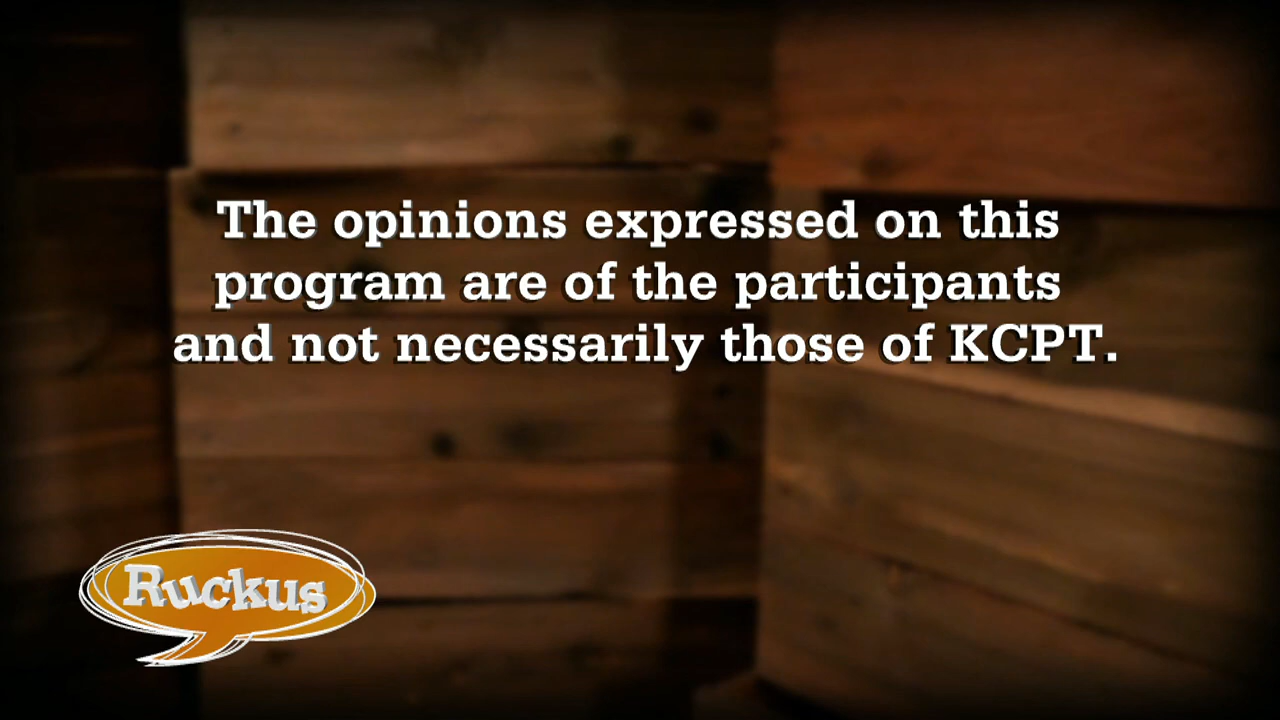 The opinions expressed on this
program are of the participants
and not necessarily those of KCPT.
Ruckus